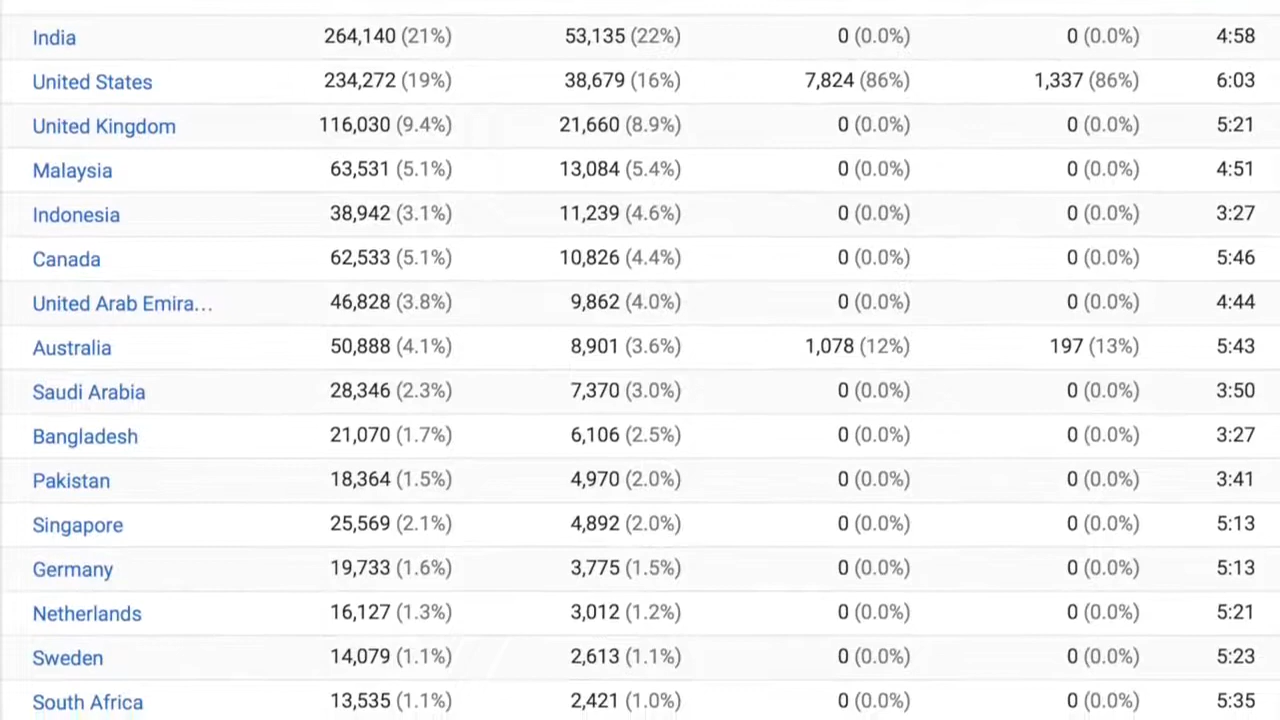 India 264,140 (21%) 53,135 (22%) 0 (0.0%) 0 (0.0%) 4:58
United States 234,272 (19%) 38,679 (16%) 7,824 (86%) 1,337 (86%) 6:03
United Kingdom 116,030 (9.4%) 21,660 (8.9%) 0 (0.0%) 0 (0.0%) 5:21
Malaysia 63,531 (5.1%) 13,084 (5.4%) 0 (0.0%) 0 (0.0%) 4:51
Indonesia 38,942 (3.1%) 11,239 (4.6%) 0 (0.0%) 0 (0.0%) 3:27
Canada 62,533 (5.1%) 10,826 (4.4%) 0 (0.0%) 0 (0.0%) 5:46
United Arab Emira... 46,828 (3.8%) 9,862 (4.0%) 0 (0.0%) 0 (0.0%) 4:44
Australia 50,888 (4.1%) 8,901 (3.6%) 1,078 (12%) 197 (13%) 5:43
Saudi Arabia 28,346 (2.3%) 7,370 (3.0%) 0 (0.0%) 0 (0.0%) 3:50
Bangladesh 21,070 (1.7%) 6,106 (2.5%) 0 (0.0%) 0 (0.0%) 3:27
Pakistan 18,364 (1.5%) 4,970 (2.0%) 0 (0.0%) 0 (0.0%) 3:41
Singapore 25,569 (2.1%) 4,892 (2.0%) 0 (0.0%) 0 (0.0%) 5:13
Germany 19,733 (1.6%) 3,775 (1.5%) 0 (0.0%) 0 (0.0%) 5:13
Netherlands 16,127 (1.3%) 3,012 (1.2%) 0 (0.0%) 0 (0.0%) 5:21
Sweden 14,079 (1.1%) 2,613 (1.1%) 0 (0.0%) 0 (0.0%) 5:23
South Africa 13,535 (1.1%) 2,421 (1.0%) 0 (0.0%) 0 (0.0%) 5:35